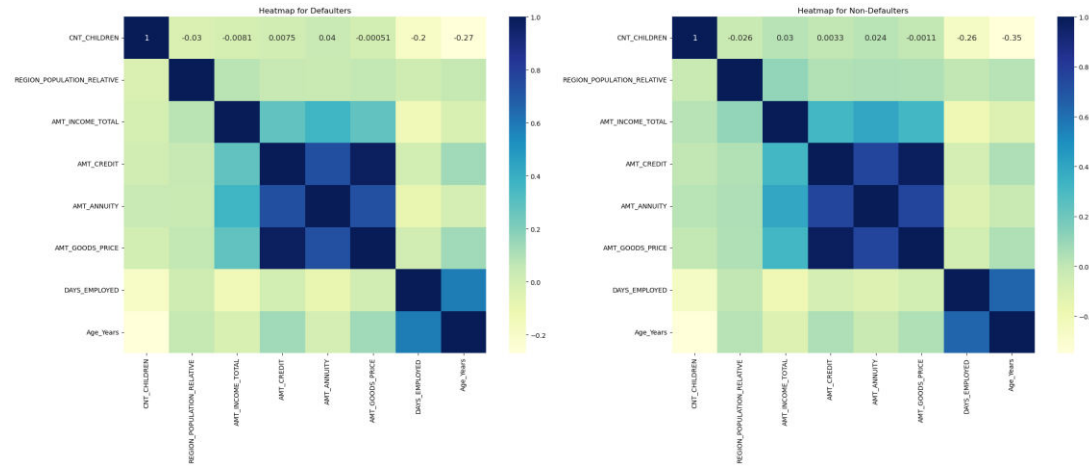 Heatmap for Defaulters
CNT_CHILDREN 1 -0.03 -0.0081 0.0075 0.04 -0.00051 -0.2 -0.27
REGION_POPULATION_RELATIVE
AMT_INCOME_TOTAL
AMT_CREDIT
AMT_ANNUITY
AMT_GOODS_PRICE
DAYS_EMPLOYED
Age_Years
CNT_CHILDREN
REGION_POPULATION_RELATIVE
AMT_INCOME_TOTAL
AMT_CREDIT
AMT_ANNUITY
AMT_GOODS_PRICE
DAYS_EMPLOYED
Age_Years
1.0
0.8
0.6
0.4
0.2
0.0
-0.2
Heatmap for Non-Defaulters
CNT_CHILDREN 1 -0.026 0.03 0.0033 0.024 -0.0011 -0.26 -0.35
REGION_POPULATION_RELATIVE
AMT_INCOME_TOTAL
AMT_CREDIT
AMT_ANNUITY
AMT_GOODS_PRICE
DAYS_EMPLOYED
Age_Years
CNT_CHILDREN
REGION_POPULATION_RELATIVE
AMT_INCOME_TOTAL
AMT_CREDIT
AMT_ANNUITY
AMT_GOODS_PRICE
DAYS_EMPLOYED
Age_Years
1.0
0.8
0.6
0.4
0.2
0.0